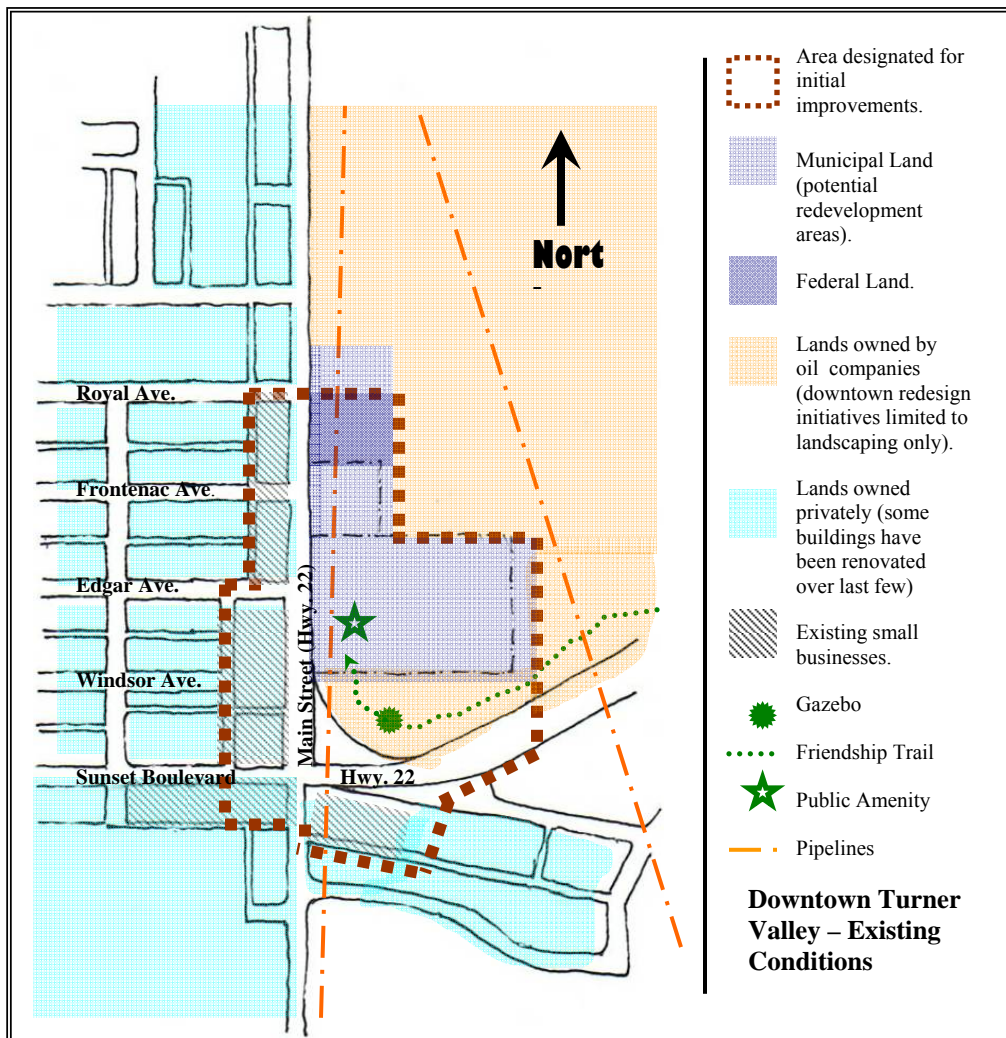 Nort
-
Royal Ave.
Frontenac Ave.
Edgar Ave.
Main Street (Hwy. 22)
Windsor Ave.
Sunset Boulevard
Hwy. 22
Area designated for
initial
improvements.
Municipal Land
(potential
redevelopment
areas).
Federal Land.
Lands owned by
oil companies
(downtown redesign
initiatives limited to
landscaping only).
Lands owned
privately (some
buildings have
been renovated
over last few)
Existing small
businesses.
Gazebo
Friendship Trail
Public Amenity
Pipelines
Downtown Turner
Valley – Existing
Conditions